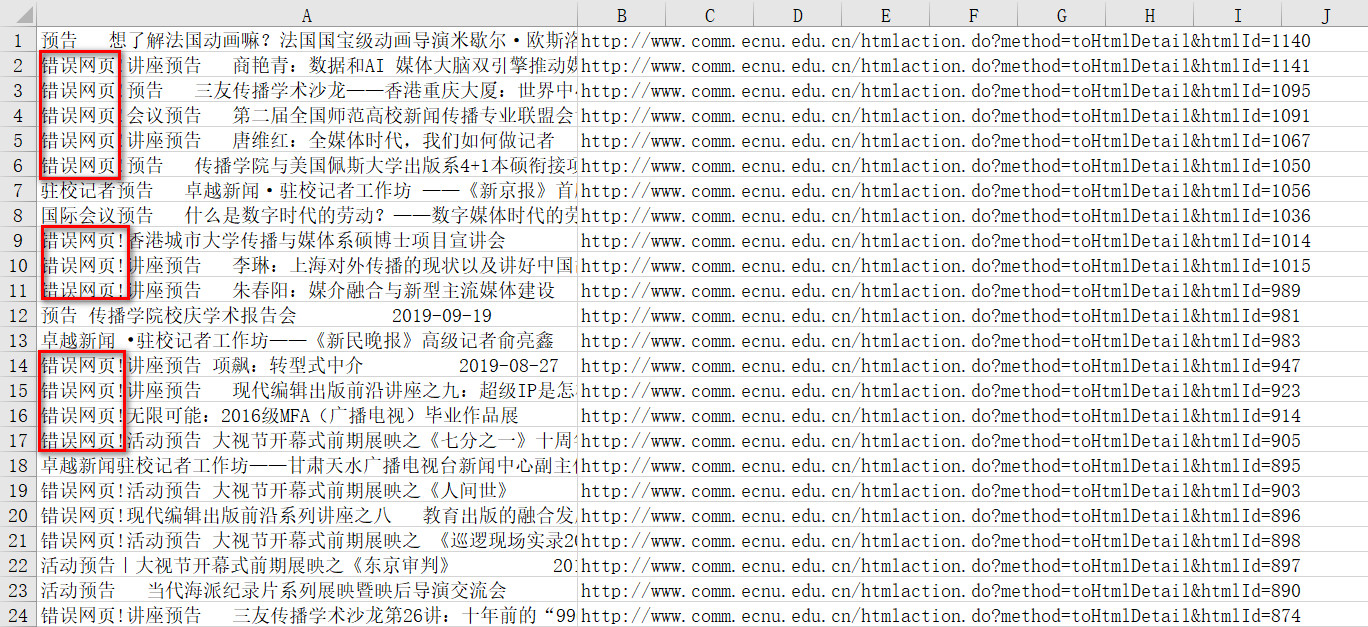 A B C D E F G H I J
1 预告 想了解法国动画嘛？法国国宝级动画导演米歇尔·欧斯洛 http://www.comm.ecnu.edu.cn/htmlaction.do?method=toHtmlDetail&htmlId=1140
2 错误网页!讲座预告 商艳青：数据和AI 媒体大脑双引擎推动媒 http://www.comm.ecnu.edu.cn/htmlaction.do?method=toHtmlDetail&htmlId=1141
3 错误网页!预告 三友传播学术沙龙——香港重庆大厦：世界中 http://www.comm.ecnu.edu.cn/htmlaction.do?method=toHtmlDetail&htmlId=1095
4 错误网页!会议预告 第二届全国师范高校新闻传播专业联盟会 http://www.comm.ecnu.edu.cn/htmlaction.do?method=toHtmlDetail&htmlId=1091
5 错误网页!讲座预告 唐维红：全媒体时代，我们如何做记者 http://www.comm.ecnu.edu.cn/htmlaction.do?method=toHtmlDetail&htmlId=1067
6 错误网页!预告 传播学院与美国佩斯大学出版系4+1本硕衔接项 http://www.comm.ecnu.edu.cn/htmlaction.do?method=toHtmlDetail&htmlId=1050
7 驻校记者预告 卓越新闻·驻校记者工作坊 ——《新京报》首 http://www.comm.ecnu.edu.cn/htmlaction.do?method=toHtmlDetail&htmlId=1056
8 国际会议预告 什么是数字时代的劳动？——数字媒体时代的劳 http://www.comm.ecnu.edu.cn/htmlaction.do?method=toHtmlDetail&htmlId=1036
9 错误网页!香港城市大学传播与媒体系硕博士项目宣讲会 http://www.comm.ecnu.edu.cn/htmlaction.do?method=toHtmlDetail&htmlId=1014
10 错误网页!讲座预告 李琳：上海对外传播的现状以及讲好中国 http://www.comm.ecnu.edu.cn/htmlaction.do?method=toHtmlDetail&htmlId=1015
11 错误网页!讲座预告 朱春阳：媒介融合与新型主流媒体建设 http://www.comm.ecnu.edu.cn/htmlaction.do?method=toHtmlDetail&htmlId=989
12 预告 传播学院校庆学术报告会 2019-09-19 http://www.comm.ecnu.edu.cn/htmlaction.do?method=toHtmlDetail&htmlId=981
13 卓越新闻 ·驻校记者工作坊——《新民晚报》高级记者俞亮鑫 http://www.comm.ecnu.edu.cn/htmlaction.do?method=toHtmlDetail&htmlId=983
14 错误网页!讲座预告 项飙：转型式中介 2019-08-27 http://www.comm.ecnu.edu.cn/htmlaction.do?method=toHtmlDetail&htmlId=947
15 错误网页!讲座预告 现代编辑出版前沿讲座之九：超级IP是怎 http://www.comm.ecnu.edu.cn/htmlaction.do?method=toHtmlDetail&htmlId=923
16 错误网页!无限可能：2016级MFA（广播电视）毕业作品展 http://www.comm.ecnu.edu.cn/htmlaction.do?method=toHtmlDetail&htmlId=914
17 错误网页!活动预告 大视节开幕式前期展映之《七分之一》十周 http://www.comm.ecnu.edu.cn/htmlaction.do?method=toHtmlDetail&htmlId=905
18 卓越新闻驻校记者工作坊——甘肃天水广播电视台新闻中心副主任 http://www.comm.ecnu.edu.cn/htmlaction.do?method=toHtmlDetail&htmlId=895
19 错误网页!活动预告 大视节开幕式前期展映之《人间世》 http://www.comm.ecnu.edu.cn/htmlaction.do?method=toHtmlDetail&htmlId=903
20 错误网页!现代编辑出版前沿系列讲座之八 教育出版的融合发 http://www.comm.ecnu.edu.cn/htmlaction.do?method=toHtmlDetail&htmlId=896
21 错误网页!活动预告 大视节开幕式前期展映之 《巡逻现场实录20 http://www.comm.ecnu.edu.cn/htmlaction.do?method=toHtmlDetail&htmlId=898
22 活动预告|大视节开幕式前期展映之《东京审判》 201 http://www.comm.ecnu.edu.cn/htmlaction.do?method=toHtmlDetail&htmlId=897
23 活动预告 当代海派纪录片系列展映暨映后导演交流会 http://www.comm.ecnu.edu.cn/htmlaction.do?method=toHtmlDetail&htmlId=890
24 错误网页!讲座预告 三友传播学术沙龙第26讲：十年前的“99 http://www.comm.ecnu.edu.cn/htmlaction.do?method=toHtmlDetail&htmlId=874